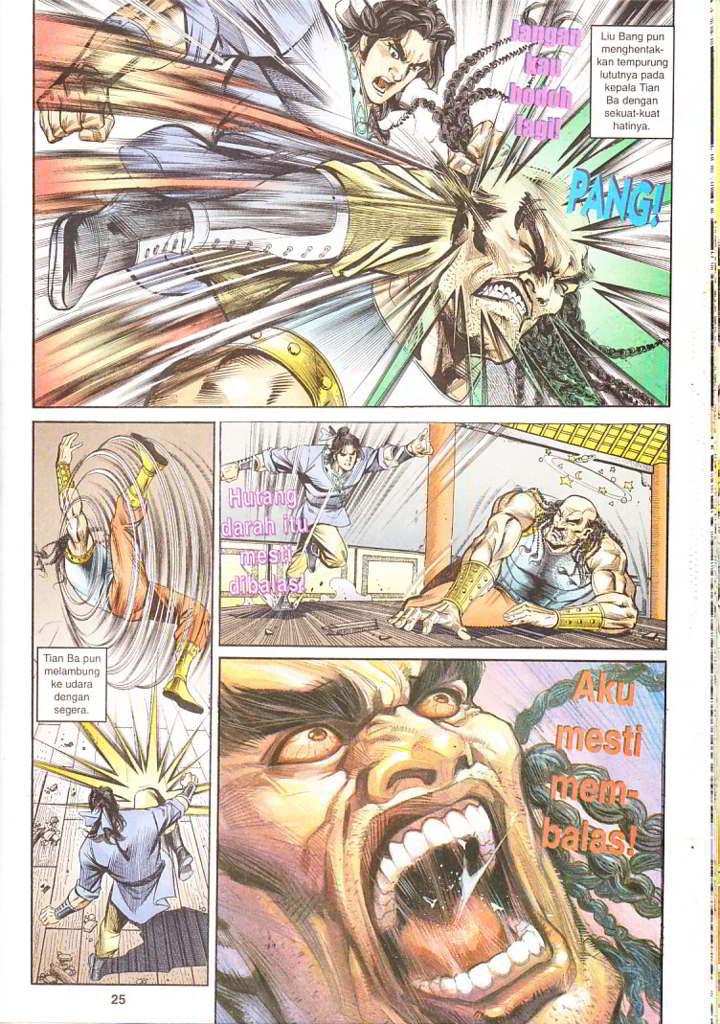 Jangan
kau
bodoh
lagi!
Liu Bang pun
menghentak-
kan tempurung
lututnya pada
kepala Tian
Ba dengan
sekuat-kuat
hatinya.
PANG!
Tian Ba pun
melambung
ke udara
dengan
segera.
Hutang
darah itu
mesti
dibalas!
Aku
mesti
mem-
balas!
25